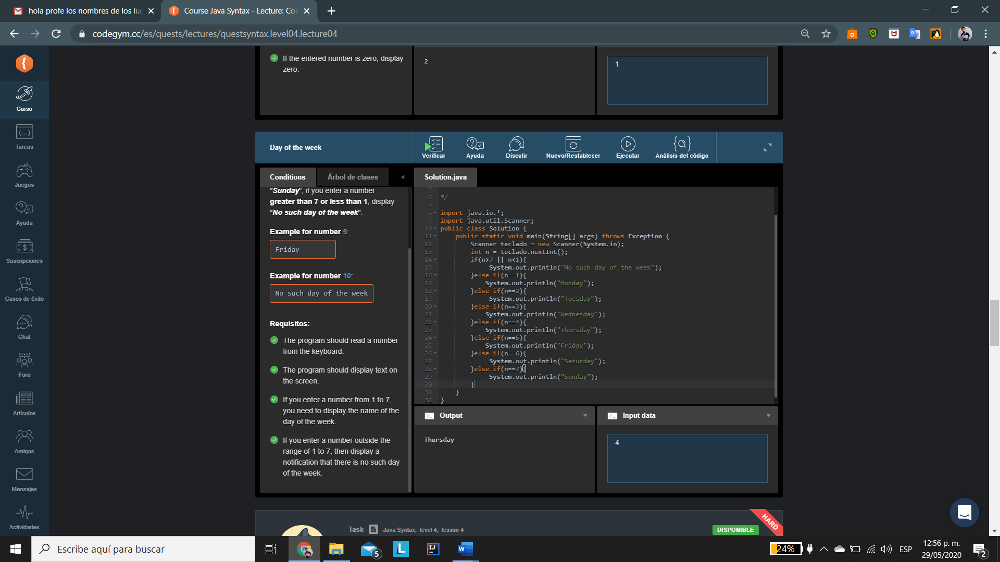 hola profe los nombres de los lug
Course Java Syntax - Lecture: Co
codegym.cc/es/quests/lectures/questsyntax.level04.lecture04
Curso
Tareas
Juegos
Ayuda
Suscripciones
Casos de éxito
Chat
Foro
Artículos
Amigos
Mensajes
Actividades
If the entered number is zero, display
zero.
2
1
Day of the week
Verificar
Ayuda
Discutir
Nuevo/Restablecer
Ejecutar
Análisis del código
Conditions
Árbol de clases
"Sunday", if you enter a number
greater than 7 or less than 1, display
"No such day of the week".
Example for number 5:
Friday
Example for number 10:
No such day of the week
Requisitos:
The program should read a number
from the keyboard.
The program should display text on
the screen.
If you enter a number from 1 to 7,
you need to display the name of the
day of the week.
If you enter a number outside the
range of 1 to 7, then display a
notification that there is no such day
of the week.
Solution.java
5
6 */
7
8 import java.io.*;
9 import java.util.Scanner;
10 public class Solution {
11 public static void main(String[] args) throws Exception {
12 Scanner teclado = new Scanner(System.in);
13 int n = teclado.nextInt();
14 if(n>7 || n<1){
15 System.out.println("No such day of the week");
16 }else if(n==1){
17 System.out.println("Monday");
18 }else if(n==2){
19 System.out.println("Tuesday");
20 }else if(n==3){
21 System.out.println("Wednesday");
22 }else if(n==4){
23 System.out.println("Thursday");
24 }else if(n==5){
25 System.out.println("Friday");
26 }else if(n==6){
27 System.out.println("Saturday");
28 }else if(n==7){
29 System.out.println("Sunday");
30 }
31 }
32 }
Output
Thursday
Input data
4
Task
Java Syntax, level 4, lesson 4
DISPONIBLE
HARD
Escribe aquí para buscar
5
24%
ESP
12:56 p. m.
29/05/2020
2